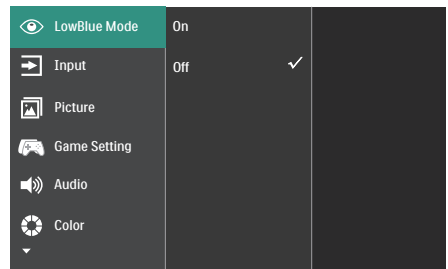 LowBlue Mode
On
Input
Off
Picture
Game Setting
Audio
Color